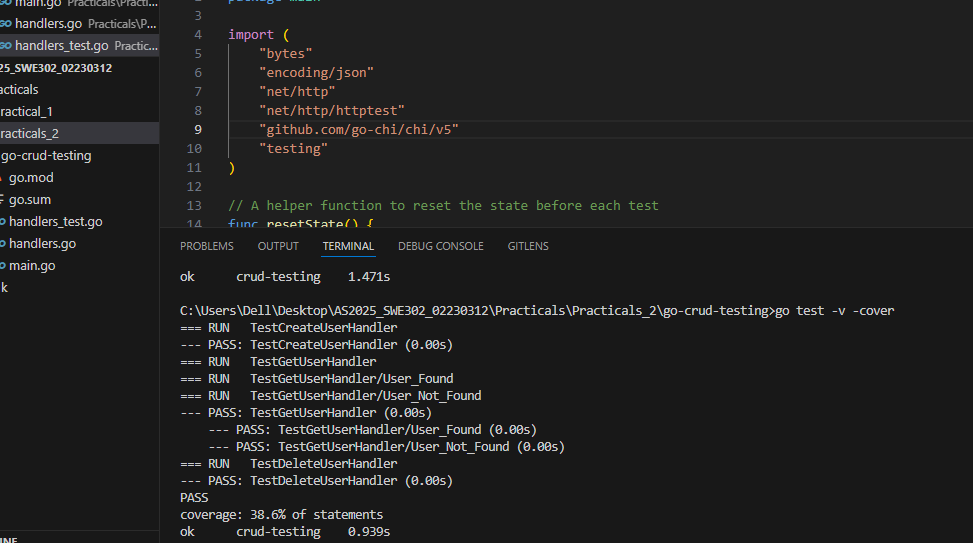 main.go Practicals\Practi...
handlers.go Practicals\P...
handlers_test.go Practic...
25_SWE302_02230312
acticals
ractical_1
racticals_2
go-crud-testing
go.mod
go.sum
handlers_test.go
handlers.go
main.go
k
3
4 import (
5 "bytes"
6 "encoding/json"
7 "net/http"
8 "net/http/httptest"
9 "github.com/go-chi/chi/v5"
10 "testing"
11 )
12
13 // A helper function to reset the state before each test
14 func resetState() {
PROBLEMS OUTPUT TERMINAL DEBUG CONSOLE GITLENS
ok crud-testing 1.471s
C:\Users\Dell\Desktop\AS2025_SWE302_02230312\Practicals\Practicals_2\go-crud-testing>go test -v -cover
=== RUN TestCreateUserHandler
--- PASS: TestCreateUserHandler (0.00s)
=== RUN TestGetUserHandler
=== RUN TestGetUserHandler/User_Found
=== RUN TestGetUserHandler/User_Not_Found
--- PASS: TestGetUserHandler (0.00s)
--- PASS: TestGetUserHandler/User_Found (0.00s)
--- PASS: TestGetUserHandler/User_Not_Found (0.00s)
=== RUN TestDeleteUserHandler
--- PASS: TestDeleteUserHandler (0.00s)
PASS
coverage: 38.6% of statements
ok crud-testing 0.939s